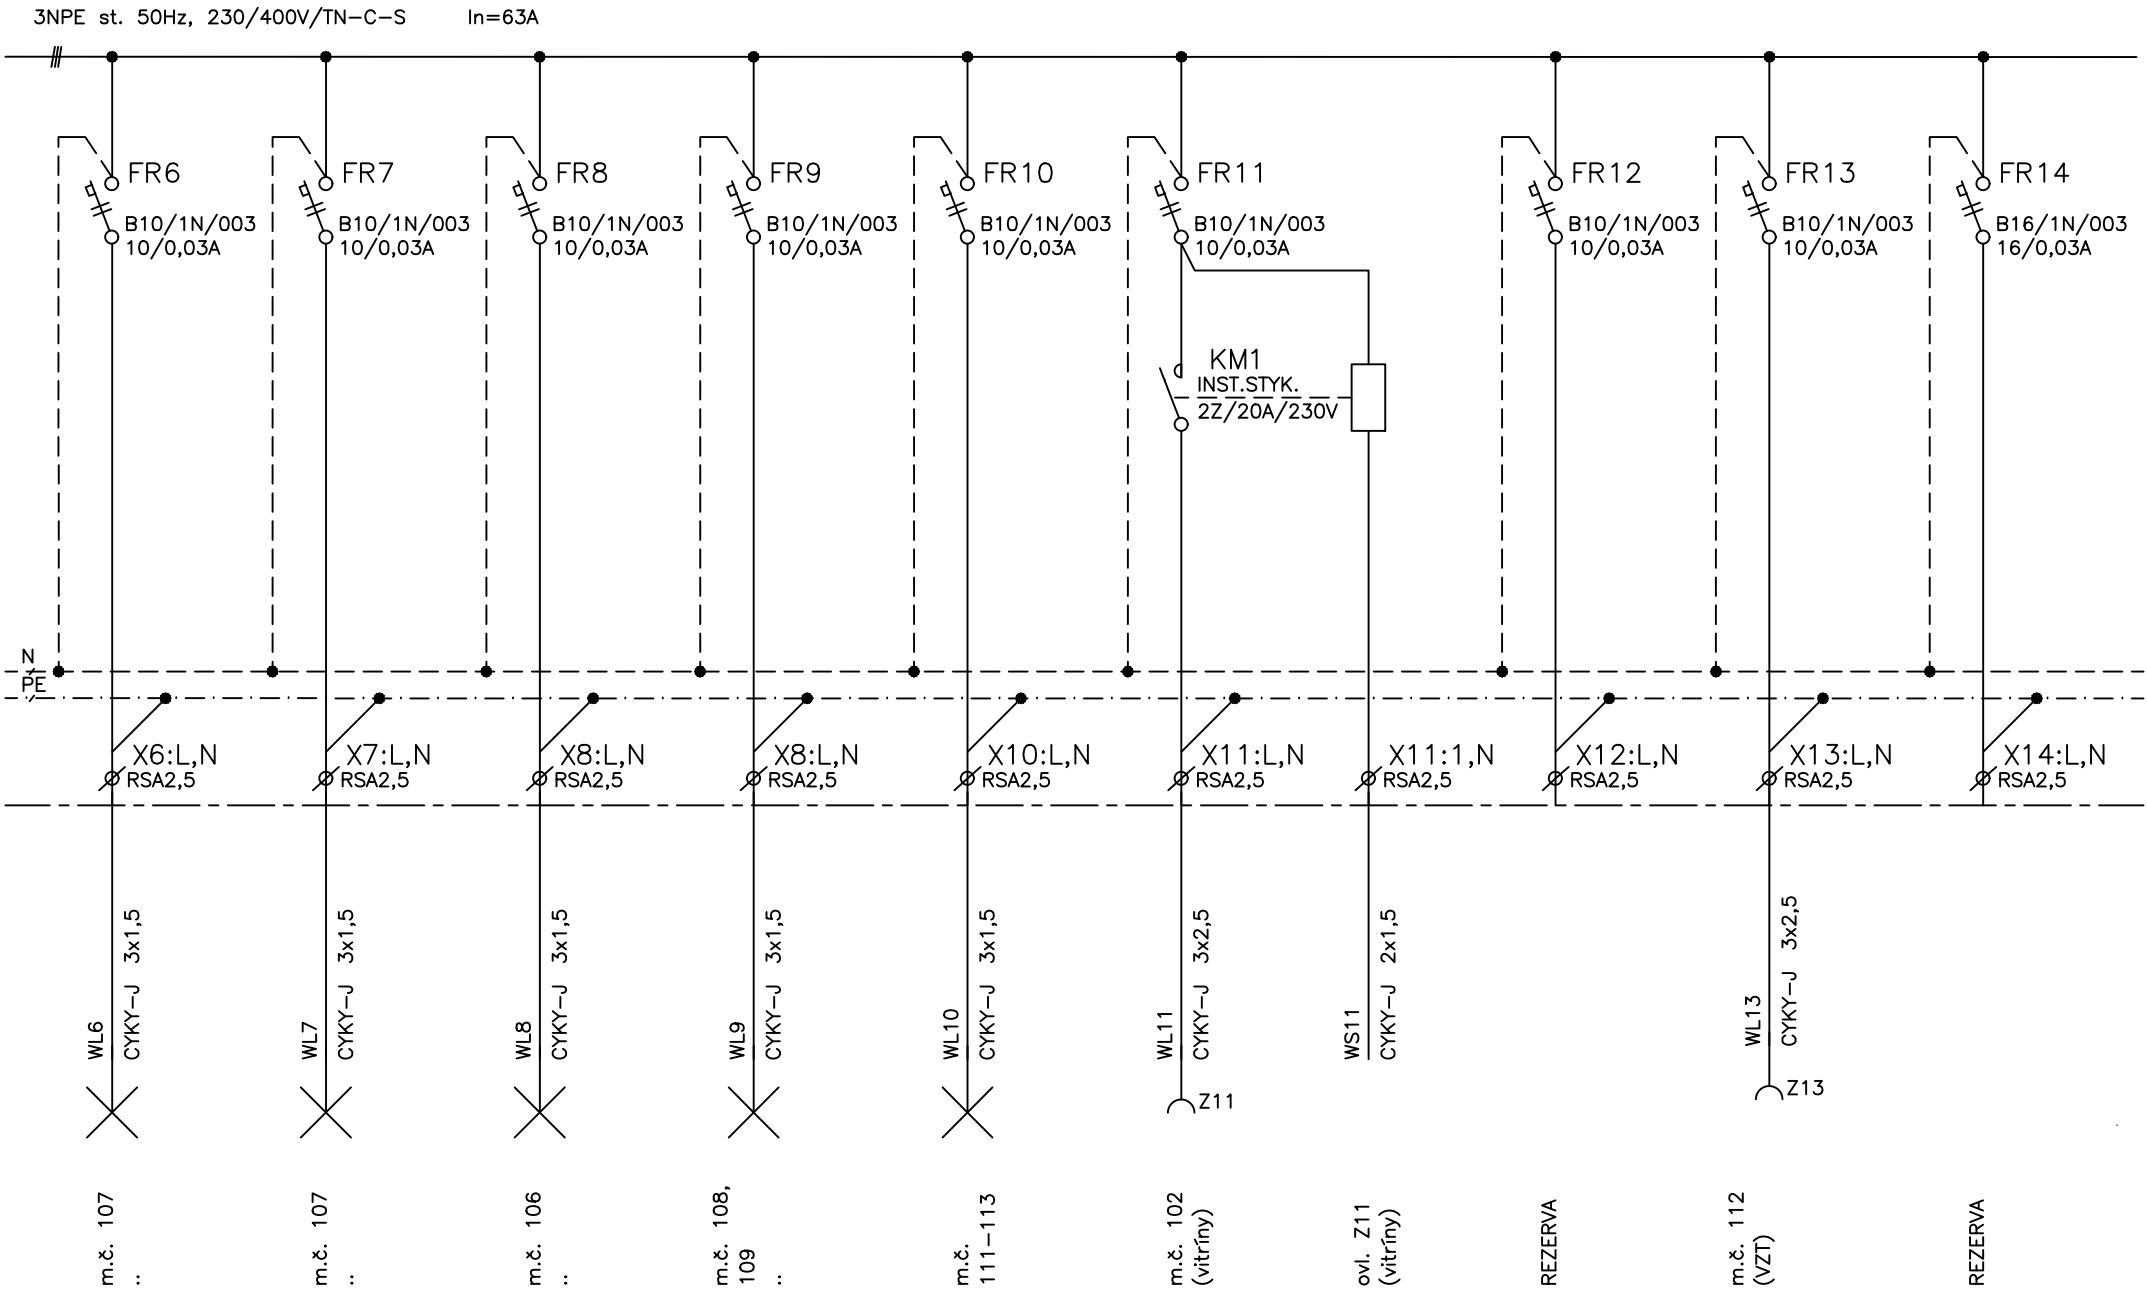 3NPE st. 50Hz, 230/400V/TN-C-S In=63A
FR6
B10/1N/003
10/0,03A
FR7
B10/1N/003
10/0,03A
FR8
B10/1N/003
10/0,03A
FR9
B10/1N/003
10/0,03A
FR10
B10/1N/003
10/0,03A
FR11
B10/1N/003
10/0,03A
FR12
B10/1N/003
10/0,03A
FR13
B10/1N/003
10/0,03A
FR14
B16/1N/003
16/0,03A
KM1
INST.STYK.
2Z/20A/230V
N
PE
X6:L,N
RSA2,5
X7:L,N
RSA2,5
X8:L,N
RSA2,5
X8:L,N
RSA2,5
X10:L,N
RSA2,5
X11:L,N
RSA2,5
X11:1,N
RSA2,5
X12:L,N
RSA2,5
X13:L,N
RSA2,5
X14:L,N
RSA2,5
WL6
CYKY-J 3x1,5
WL7
CYKY-J 3x1,5
WL8
CYKY-J 3x1,5
WL9
CYKY-J 3x1,5
WL10
CYKY-J 3x1,5
WL11
CYKY-J 3x2,5
WS11
CYKY-J 2x1,5
WL13
CYKY-J 3x2,5
Z11
Z13
m.č. 107
..
m.č. 107
..
m.č. 106
..
m.č. 108,
109
..
m.č.
111-113
m.č. 102
(vitríny)
ovl. Z11
(vitríny)
REZERVA
m.č. 112
(VZT)
REZERVA